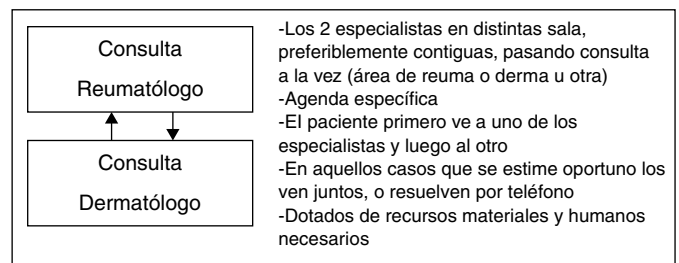 Consulta
Reumatólogo
Consulta
Dermatólogo
-Los 2 especialistas en distintas sala,
preferiblemente contiguas, pasando consulta
a la vez (área de reuma o derma u otra)
-Agenda específica
-El paciente primero ve a uno de los
especialistas y luego al otro
-En aquellos casos que se estime oportuno los
ven juntos, o resuelven por teléfono
-Dotados de recursos materiales y humanos
necesarios